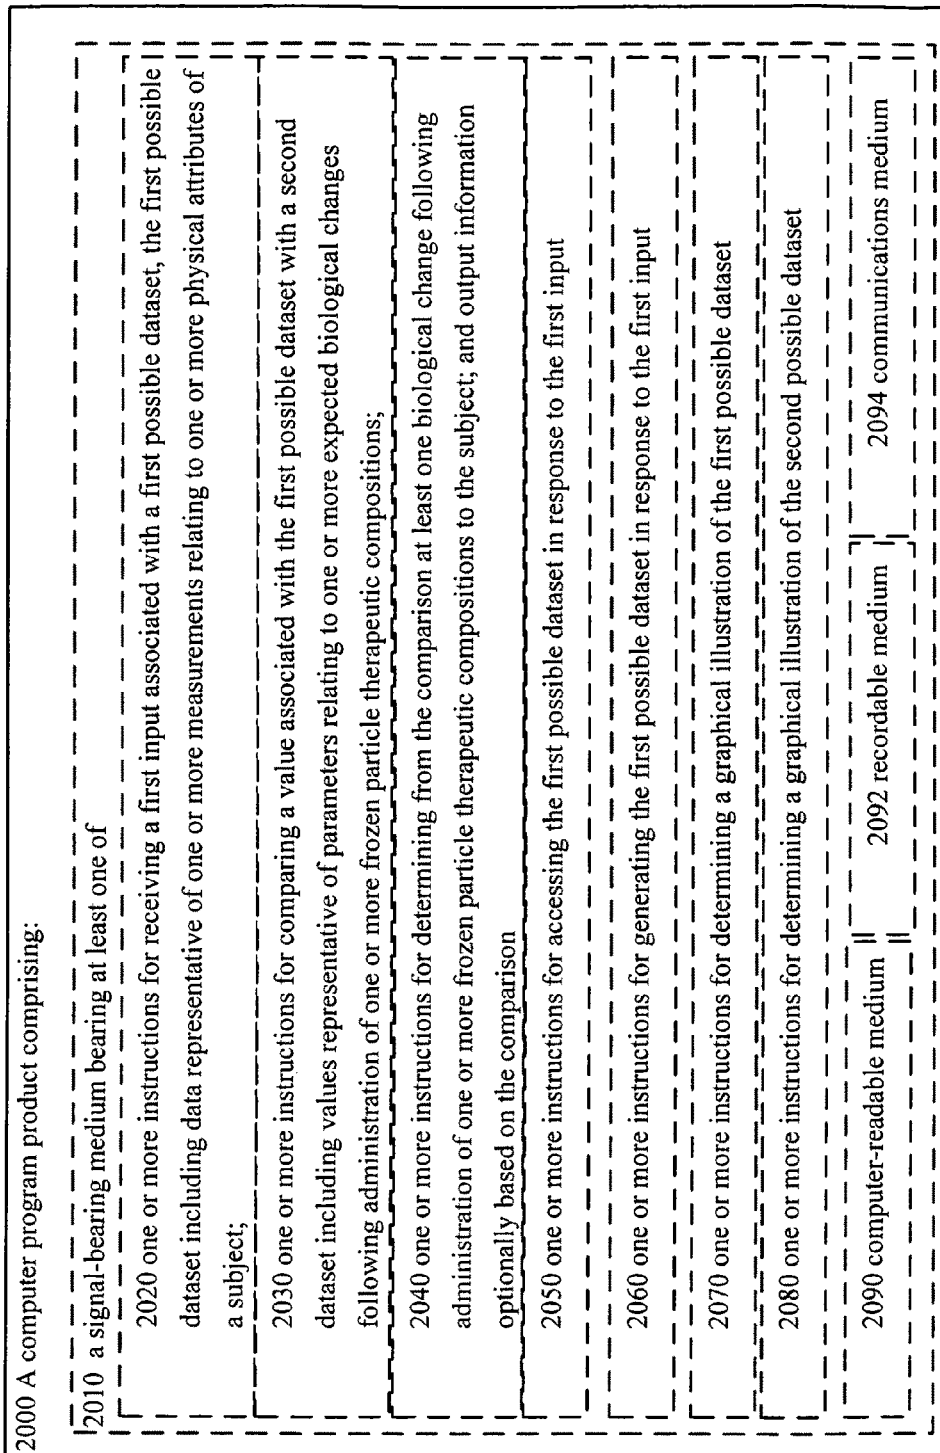 2000 A computer program product comprising:
2010 a signal-bearing medium bearing at least one of
2020 one or more instructions for receiving a first input associated with a first possible dataset, the first possible
dataset including data representative of one or more measurements relating to one or more physical attributes of
a subject;
2030 one or more instructions for comparing a value associated with the first possible dataset with a second
dataset including values representative of parameters relating to one or more expected biological changes
following administration of one or more frozen particle therapeutic compositions;
2040 one or more instructions for determining from the comparison at least one biological change following
administration of one or more frozen particle therapeutic compositions to the subject; and output information
optionally based on the comparison
2050 one or more instructions for accessing the first possible dataset in response to the first input
2060 one or more instructions for generating the first possible dataset in response to the first input
2070 one or more instructions for determining a graphical illustration of the first possible dataset
2080 one or more instructions for determining a graphical illustration of the second possible dataset
2090 computer-readable medium
2092 recordable medium
2094 communications medium